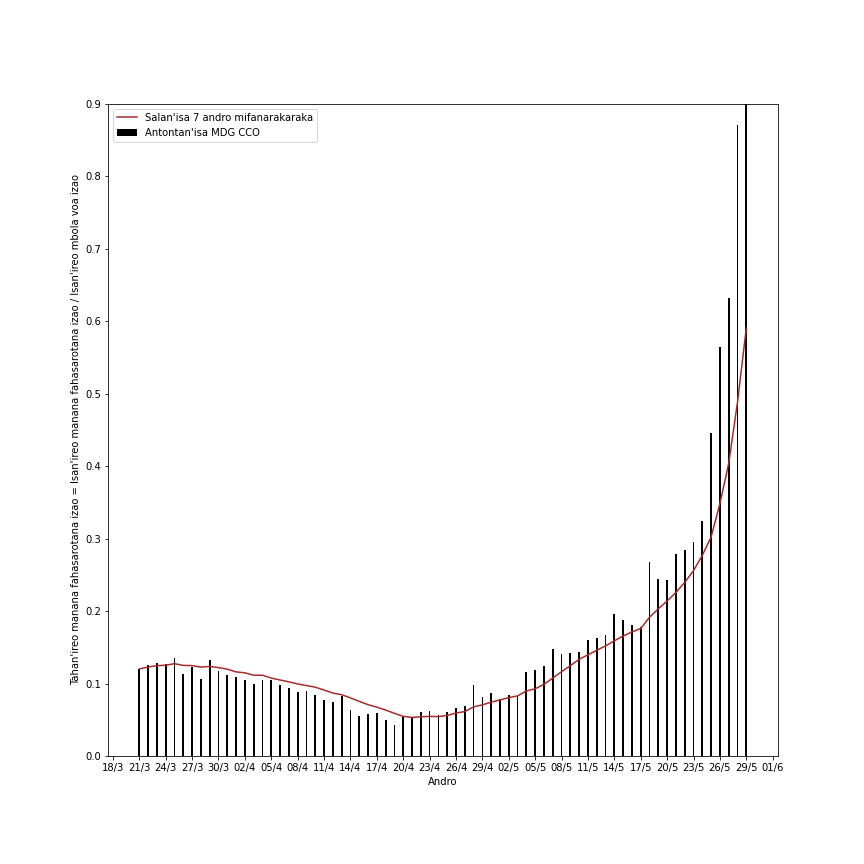 Salan'isa 7 andro mifanarakaraka
Antontan'isa MDG CCO
Tahan'ireo manana fahasarotana izao = Isan'ireo manana fahasarotana izao / Isan'ireo mbola voa izao
0.9
0.8
0.7
0.6
0.5
0.4
0.3
0.2
0.1
0.0
18/3 21/3 24/3 27/3 30/3 02/4 05/4 08/4 11/4 14/4 17/4 20/4 23/4 26/4 29/4 02/5 05/5 08/5 11/5 14/5 17/5 20/5 23/5 26/5 29/5 01/6
Andro